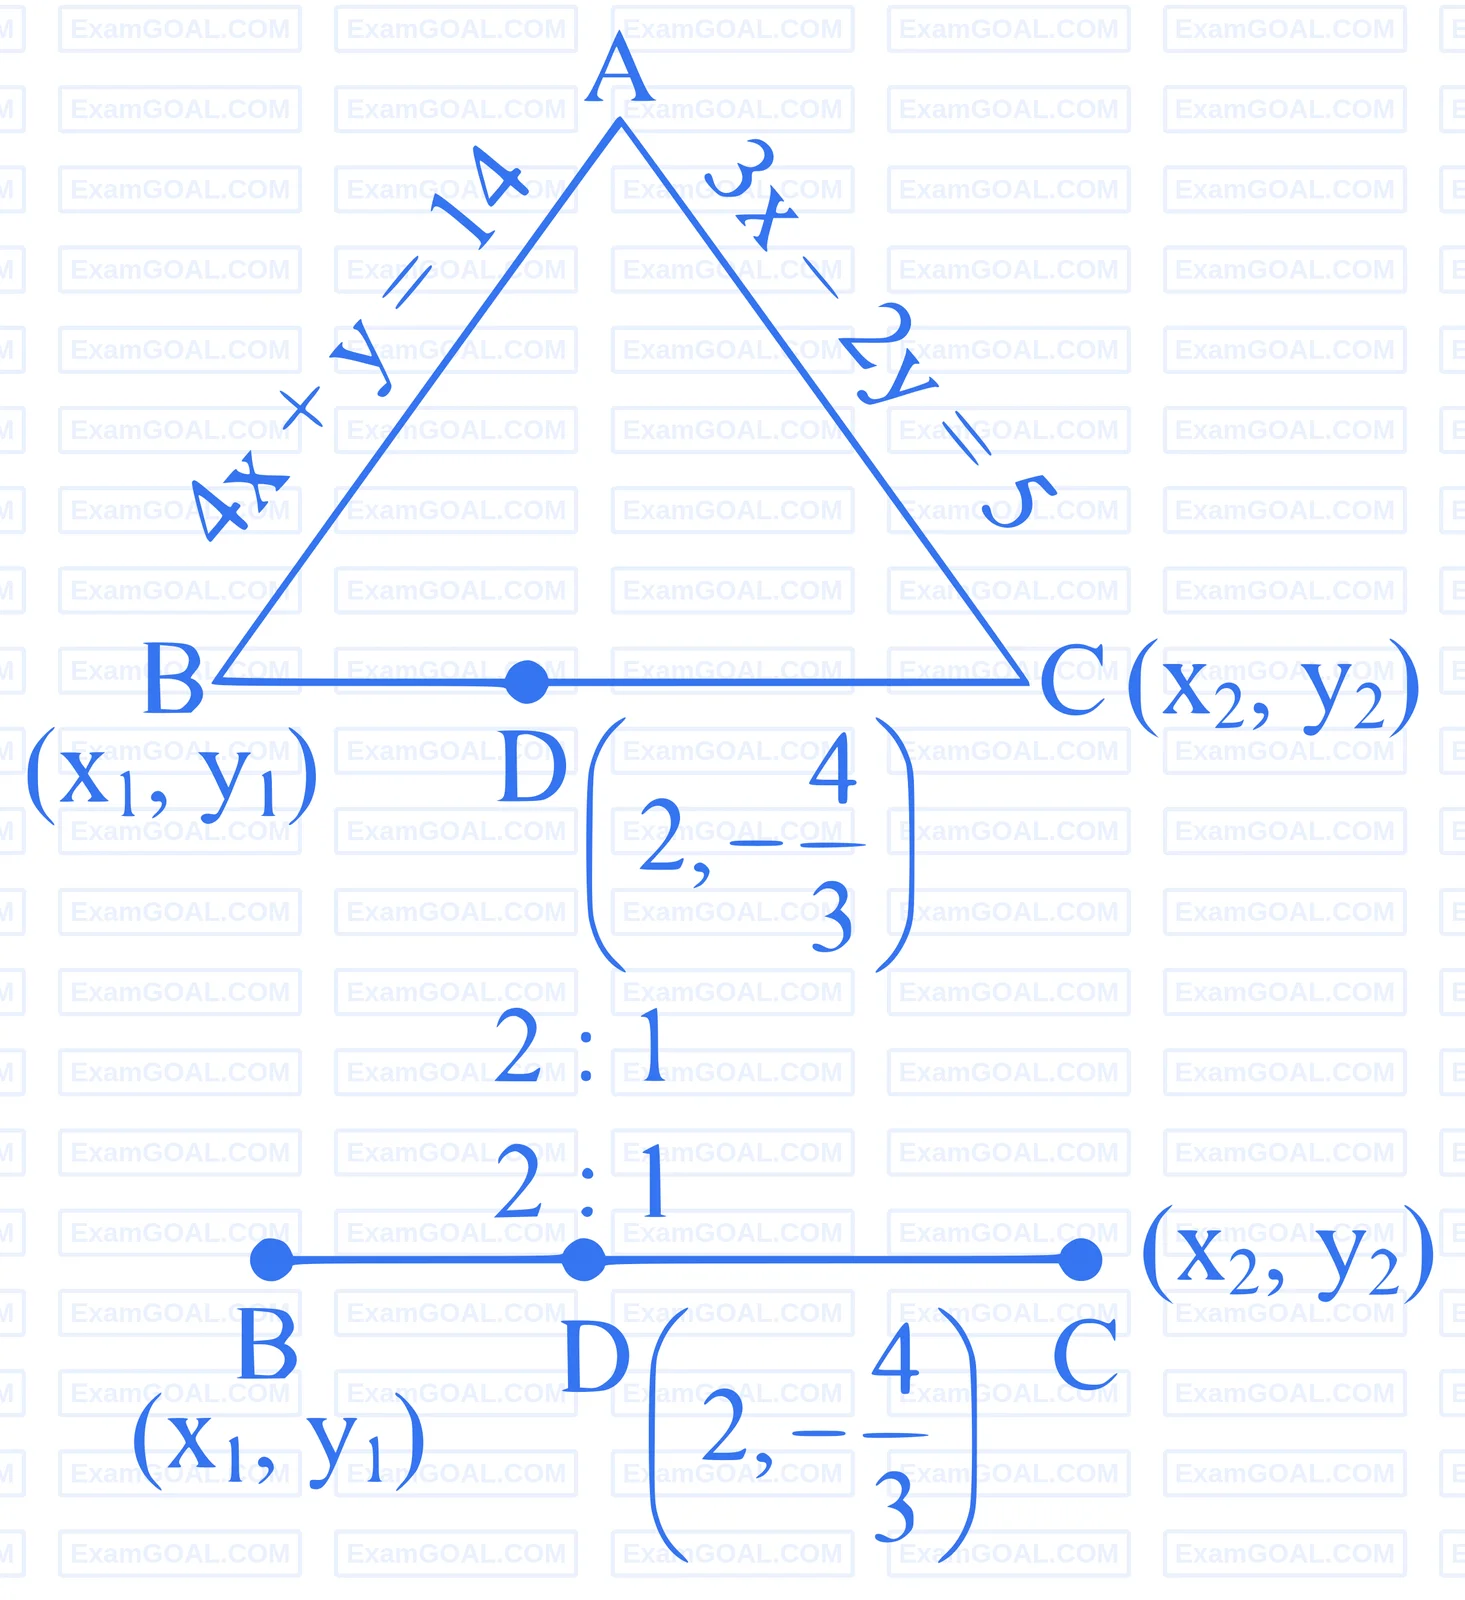 A
4x + y = 14
3x − 2y = 5
B
C (x₂, y₂)
(x₁, y₁)
D (2, −4/3)
2 : 1
2 : 1
B
D (2, −4/3)
C
(x₂, y₂)
(x₁, y₁)
ExamGOAL.COM